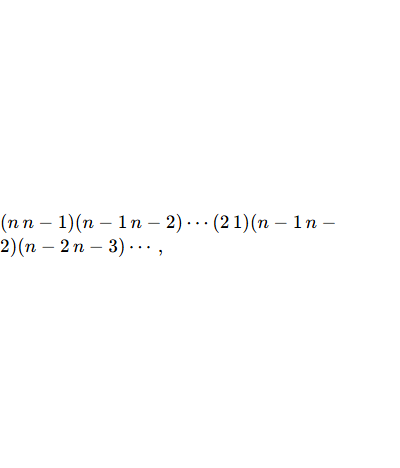 (n n − 1)(n − 1 n − 2) ⋯ (2 1)(n − 1 n −
2)(n − 2 n − 3) ⋯ ,